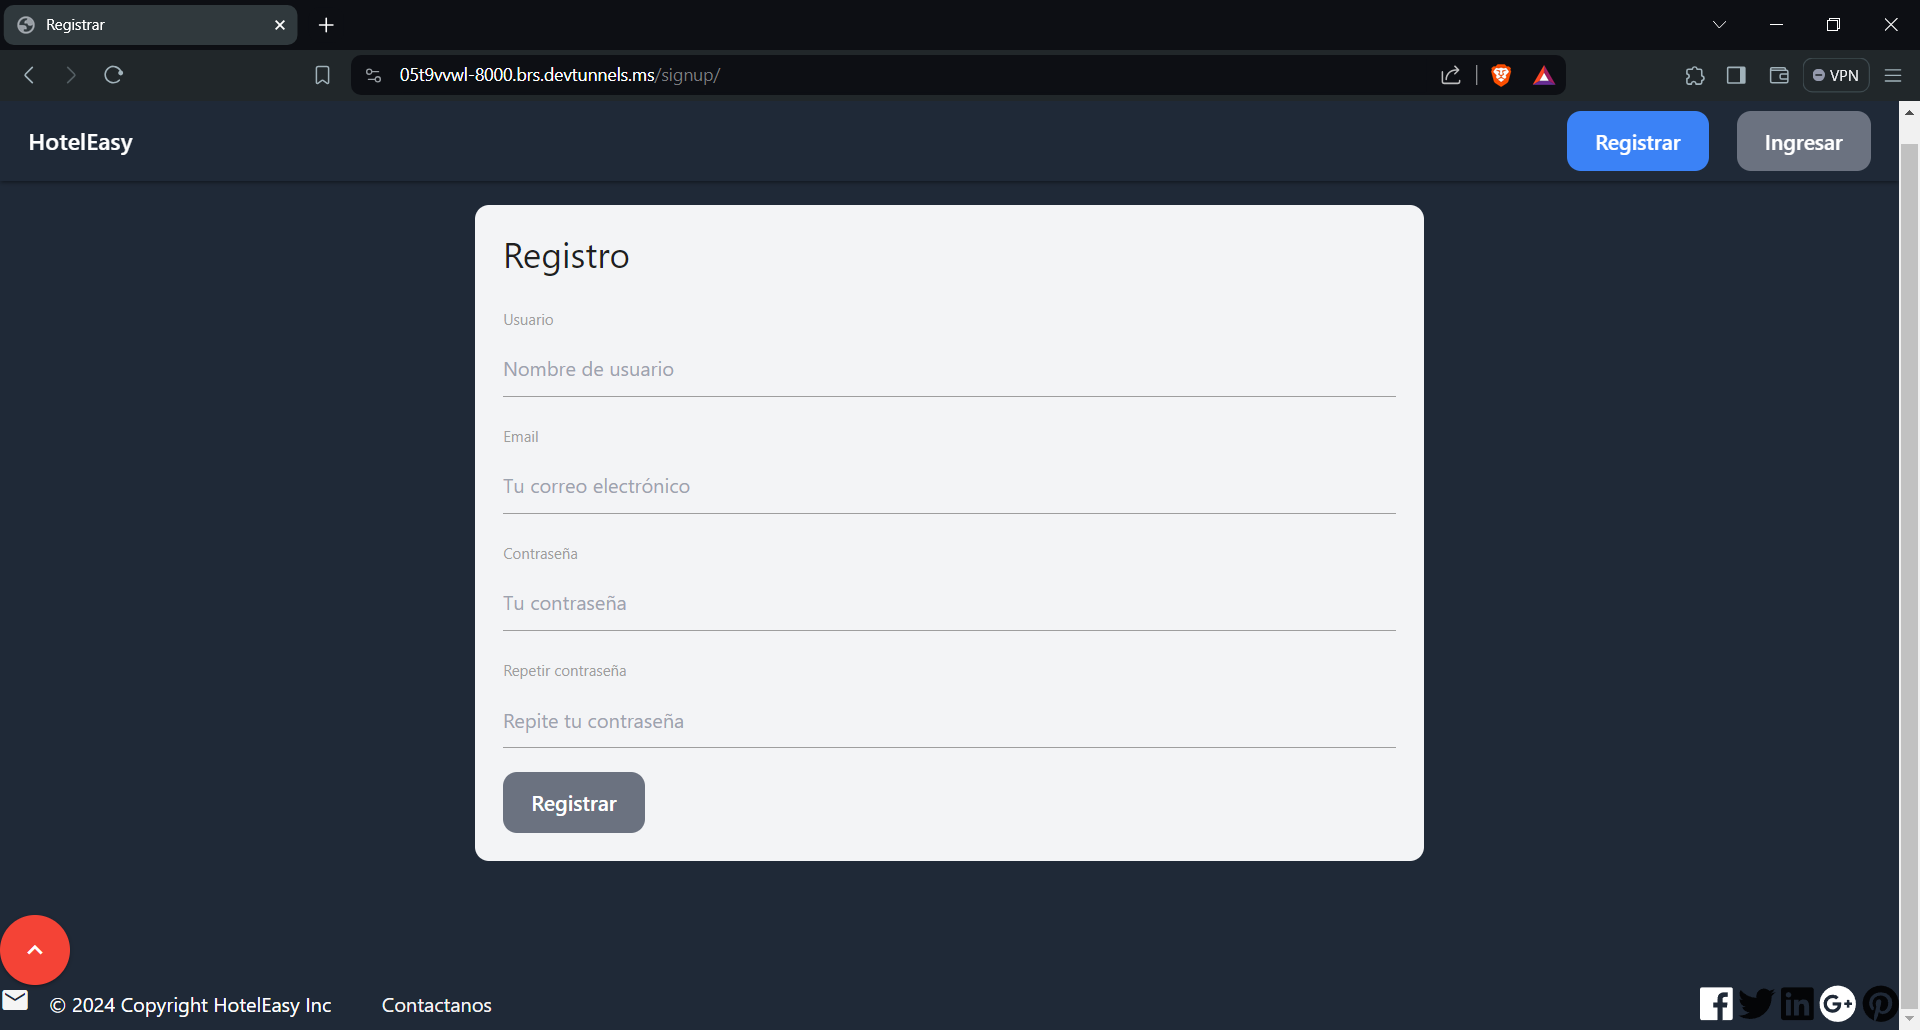 Registrar
05t9vvwl-8000.brs.devtunnels.ms/signup/
VPN
HotelEasy
Registrar
Ingresar
Registro
Usuario
Nombre de usuario
Email
Tu correo electrónico
Contraseña
Tu contraseña
Repetir contraseña
Repite tu contraseña
Registrar
© 2024 Copyright HotelEasy Inc
Contactanos